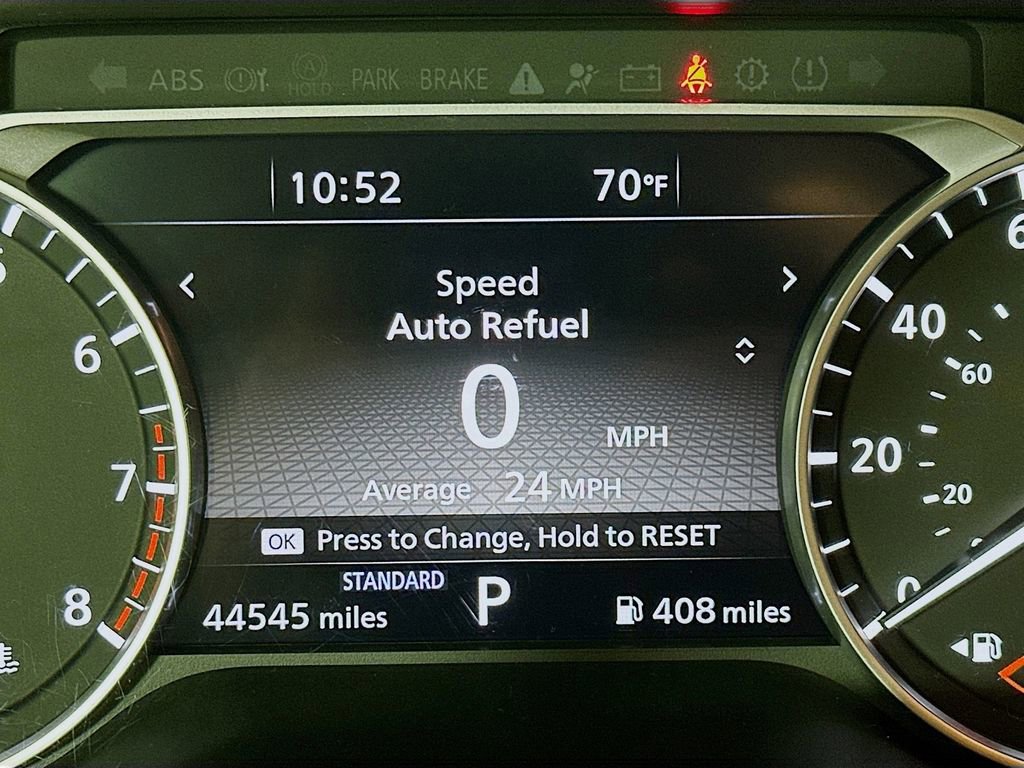 ABS HOLD PARK BRAKE
10:52 70°F
Speed
Auto Refuel
0 MPH
Average 24 MPH
OK Press to Change, Hold to RESET
STANDARD
44545 miles P 408 miles
6
7
8
40
20
0
60
20